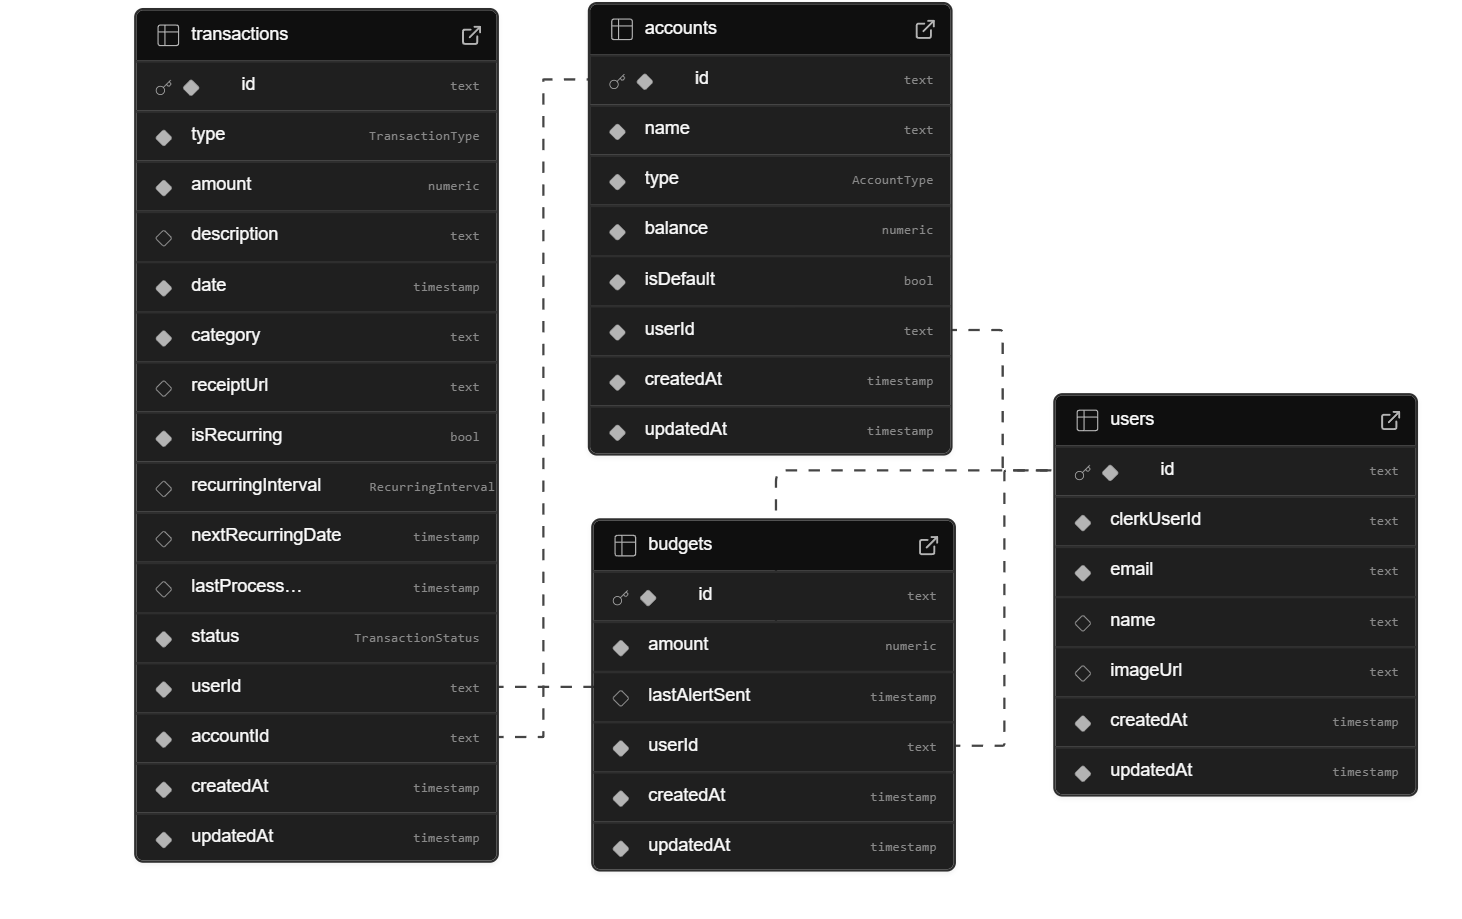 transactions
id text
type TransactionType
amount numeric
description text
date timestamp
category text
receiptUrl text
isRecurring bool
recurringInterval RecurringInterval
nextRecurringDate timestamp
lastProcess... timestamp
status TransactionStatus
userId text
accountId text
createdAt timestamp
updatedAt timestamp
accounts
id text
name text
type AccountType
balance numeric
isDefault bool
userId text
createdAt timestamp
updatedAt timestamp
budgets
id text
amount numeric
lastAlertSent timestamp
userId text
createdAt timestamp
updatedAt timestamp
users
id text
clerkUserId text
email text
name text
imageUrl text
createdAt timestamp
updatedAt timestamp